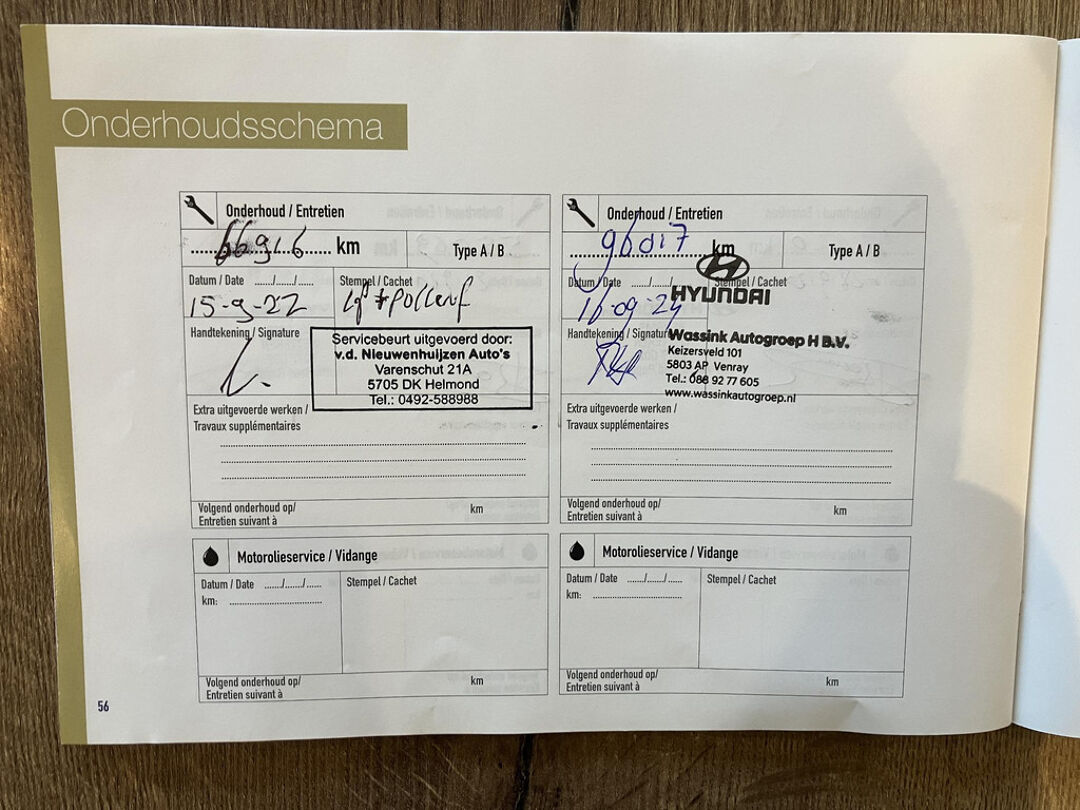 Onderhoudsschema
Onderhoud / Entretien
66916 km
Type A / B
Datum / Date ....../....../......
15-9-22
Stempel / Cachet
Handtekening / Signature
Servicebeurt uitgevoerd door:
v.d. Nieuwenhuijzen Auto's
Varenschut 21A
5705 DK Helmond
Tel.: 0492-588988
Extra uitgevoerde werken /
Travaux supplémentaires
Volgend onderhoud op/
Entretien suivant à
km
Motorolieservice / Vidange
Datum / Date ....../....../......
km: ..............................
Stempel / Cachet
Volgend onderhoud op/
Entretien suivant à
km
Onderhoud / Entretien
96017 km
Type A / B
Datum / Date ....../....../......
16-09-24
Stempel / Cachet
HYUNDAI
Handtekening / Signature
Wassink Autogroep H B.V.
Keizersveld 101
5803 AP Venray
Tel.: 088 92 77 605
www.wassinkautogroep.nl
Extra uitgevoerde werken /
Travaux supplémentaires
Volgend onderhoud op/
Entretien suivant à
km
Motorolieservice / Vidange
Datum / Date ....../....../......
km: ..............................
Stempel / Cachet
Volgend onderhoud op/
Entretien suivant à
km
56